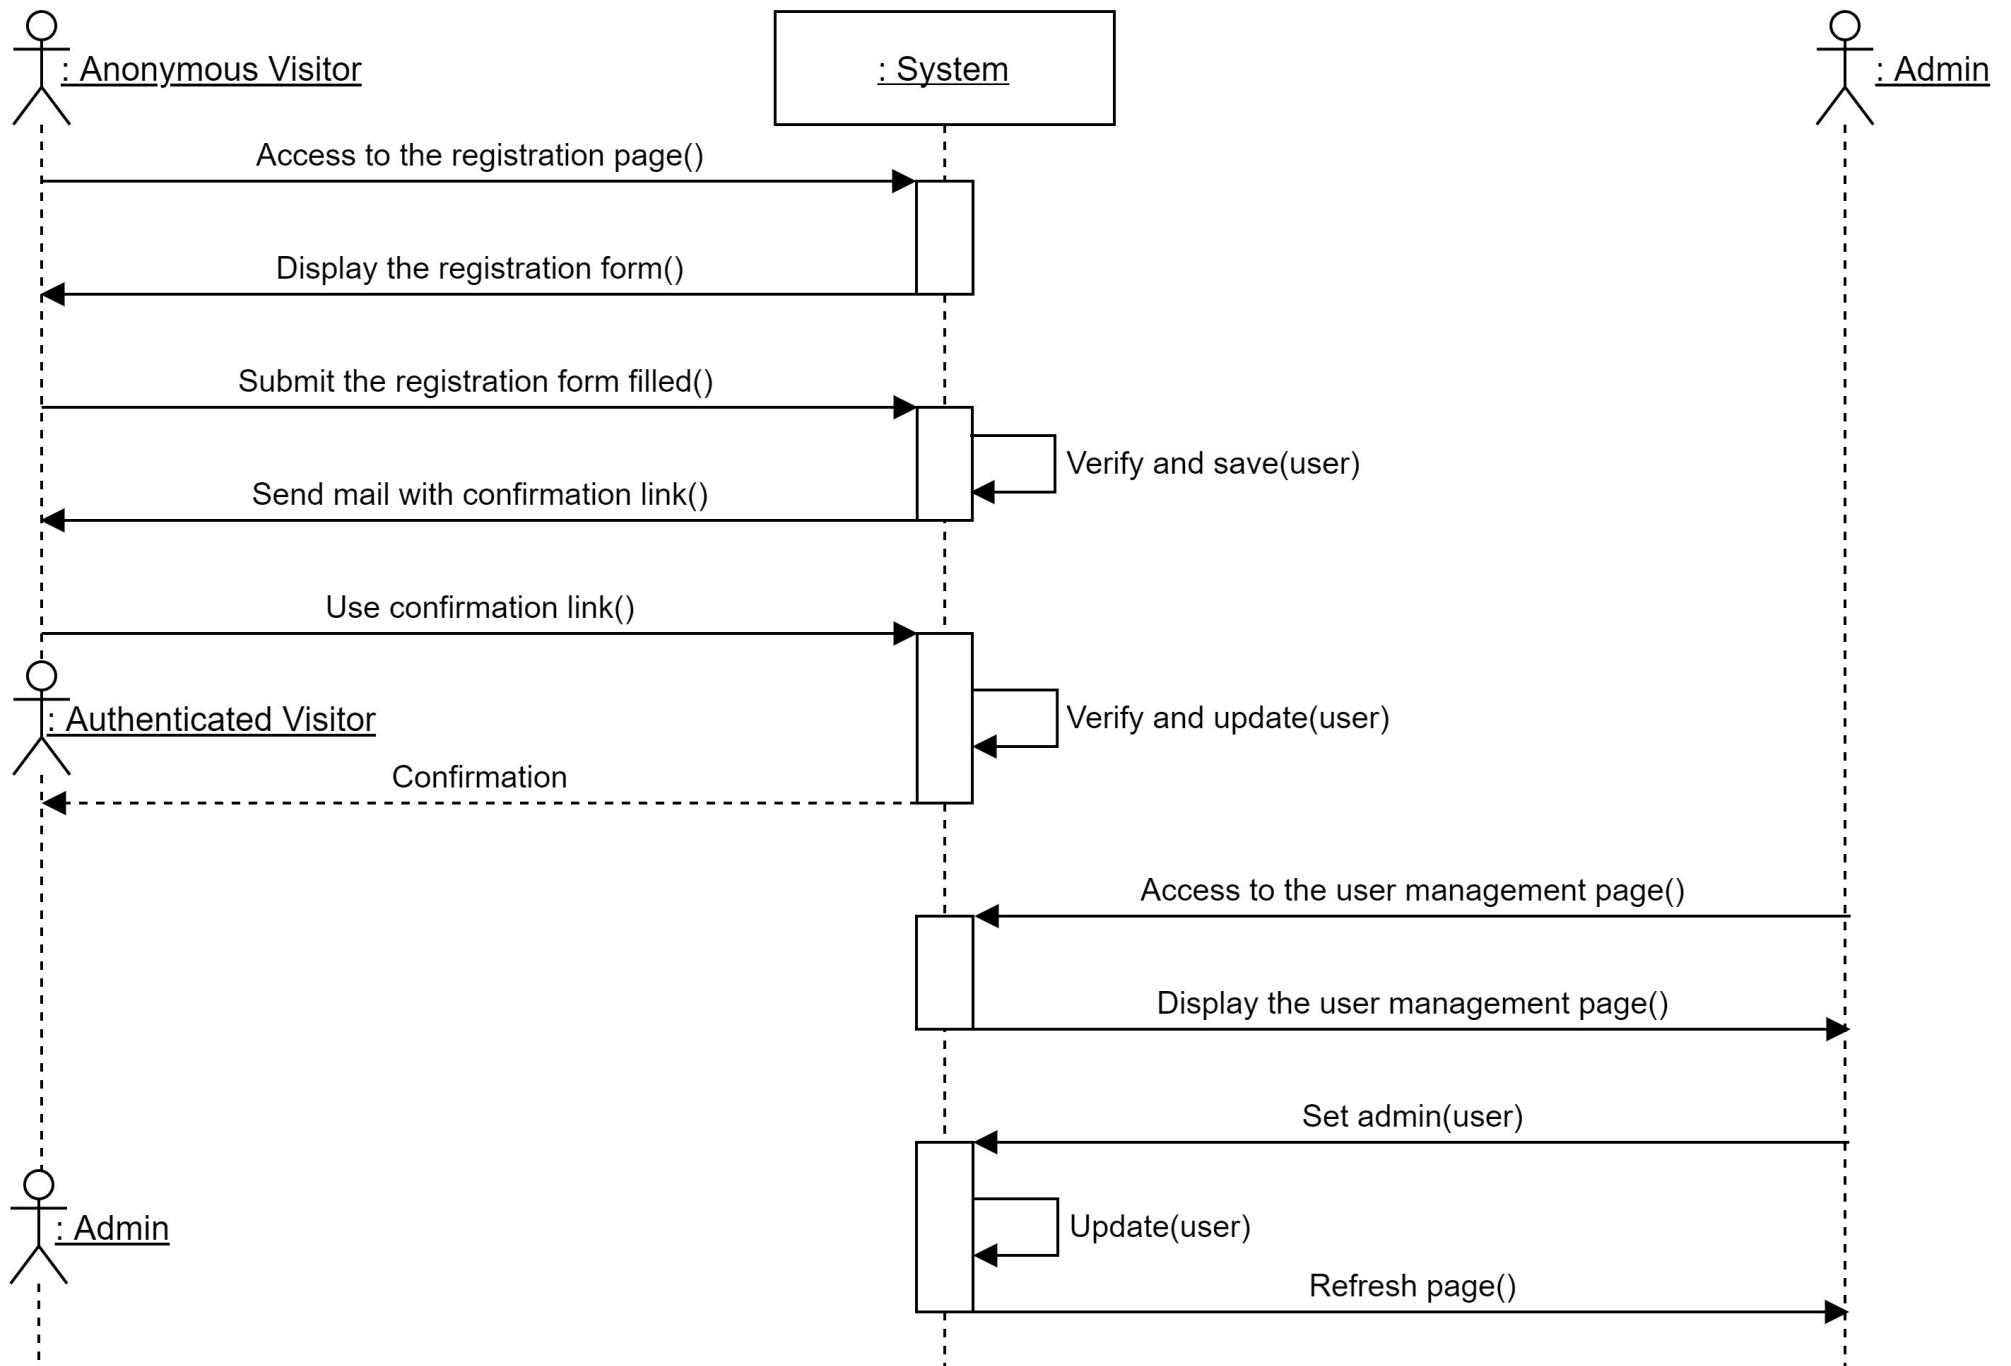 : Anonymous Visitor
: System
: Admin
Access to the registration page()
Display the registration form()
Submit the registration form filled()
Verify and save(user)
Send mail with confirmation link()
Use confirmation link()
: Authenticated Visitor
Verify and update(user)
Confirmation
Access to the user management page()
Display the user management page()
Set admin(user)
: Admin
Update(user)
Refresh page()